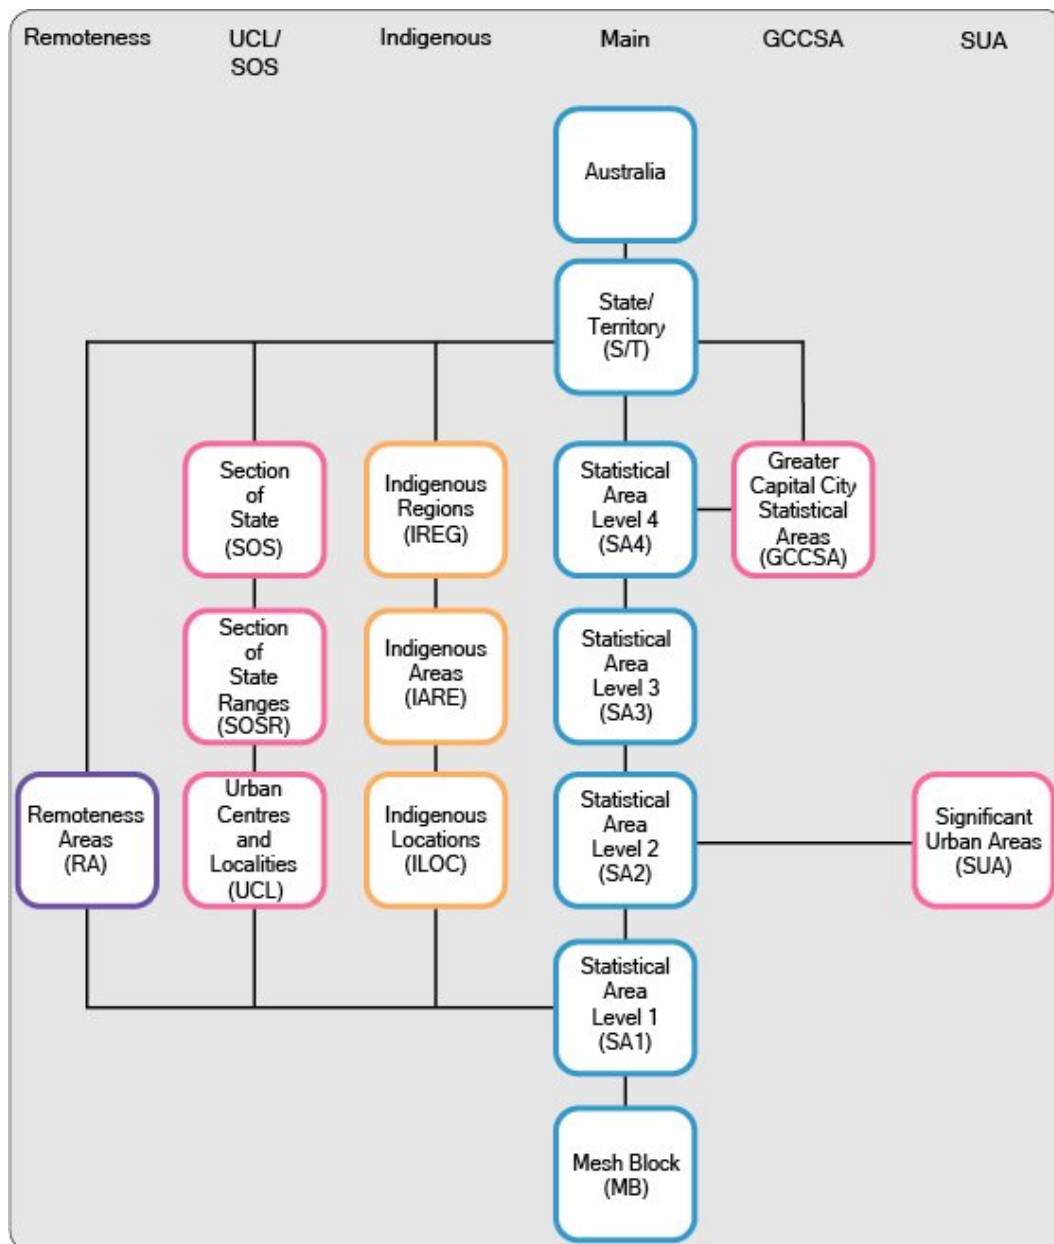 Remoteness
UCL/
SOS
Indigenous
Main
GCCSA
SUA
Australia
State/
Territory
(S/T)
Section
of
State
(SOS)
Indigenous
Regions
(IREG)
Statistical
Area
Level 4
(SA4)
Greater
Capital City
Statistical
Areas
(GCCSA)
Section
of
State
Ranges
(SOSR)
Indigenous
Areas
(IARE)
Statistical
Area
Level 3
(SA3)
Remoteness
Areas
(RA)
Urban
Centres
and
Localities
(UCL)
Indigenous
Locations
(ILOC)
Statistical
Area
Level 2
(SA2)
Significant
Urban Areas
(SUA)
Statistical
Area
Level 1
(SA1)
Mesh Block
(MB)